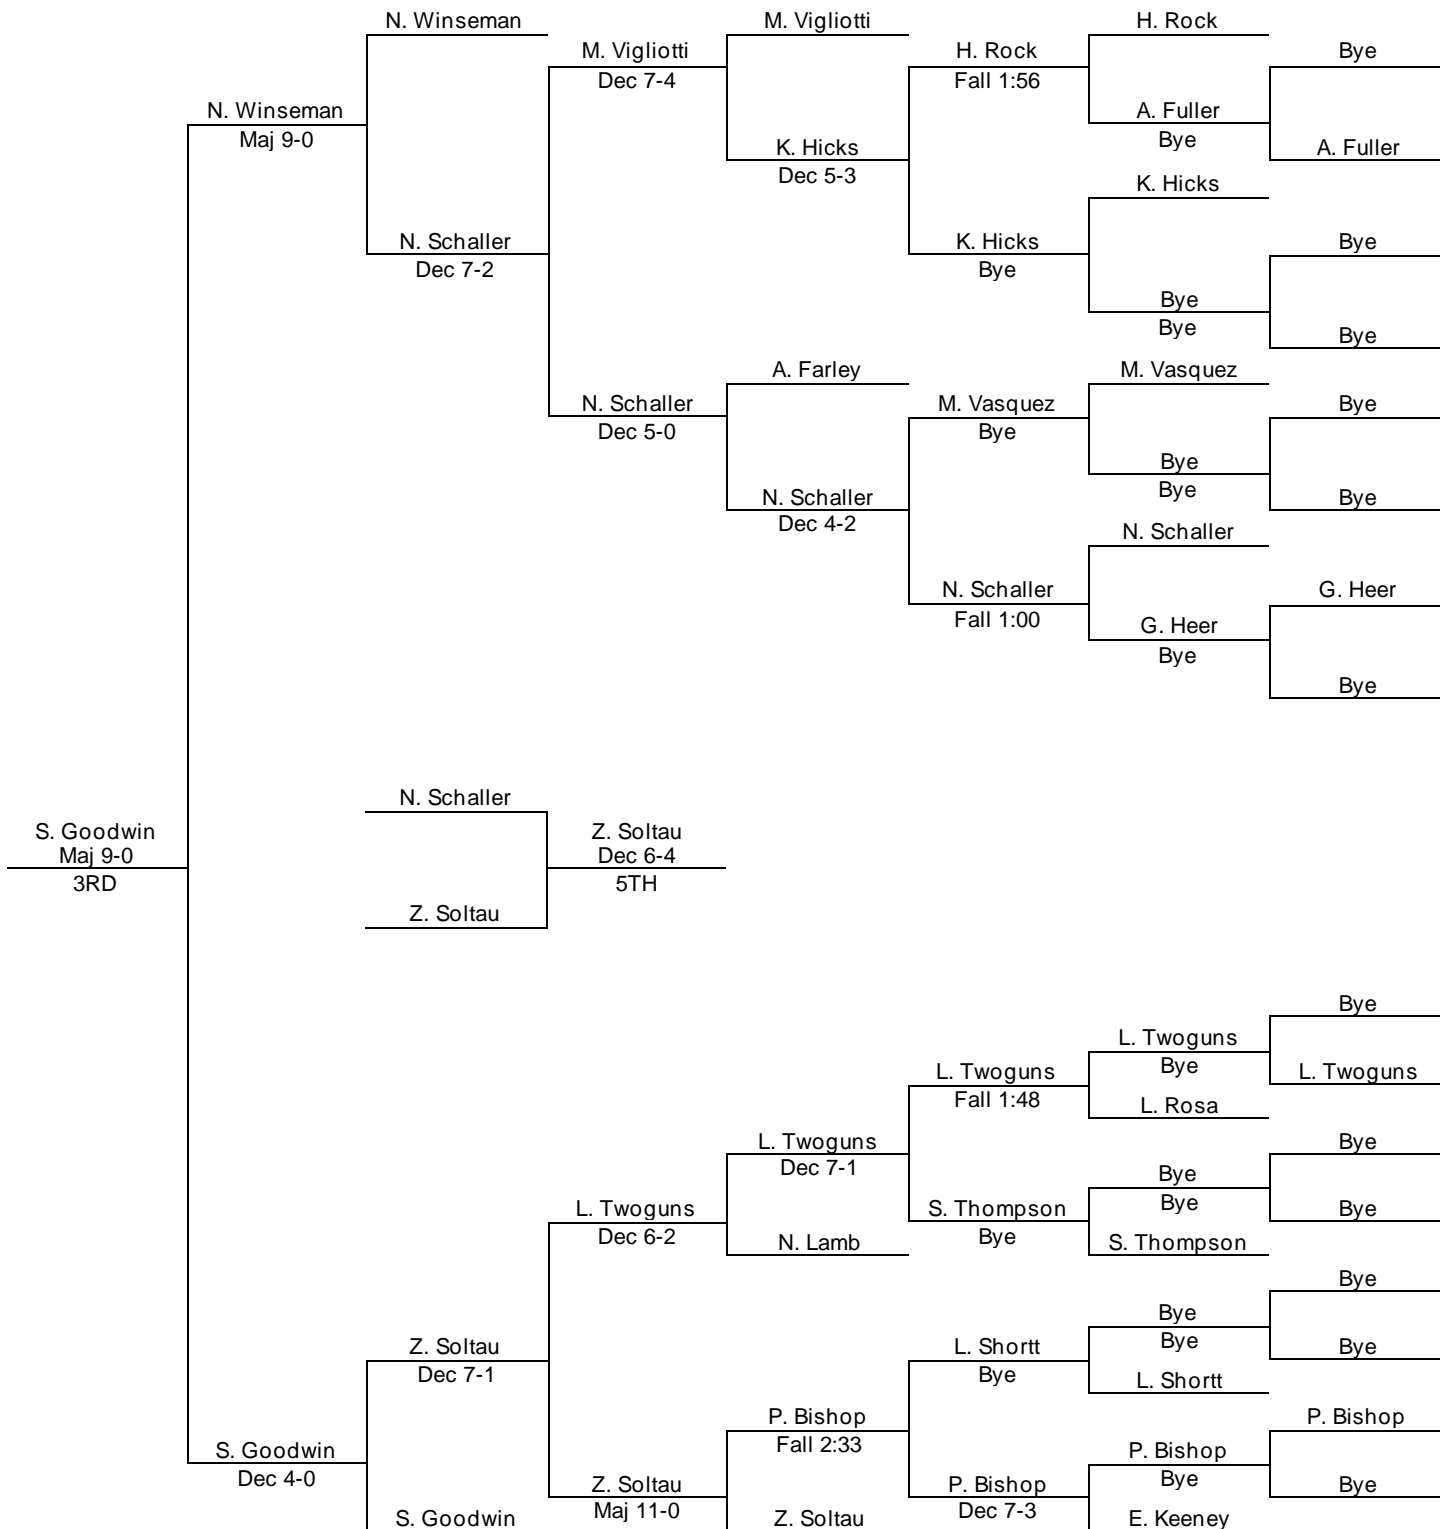 N. Winseman
M. Vigliotti
H. Rock
M. Vigliotti
Dec 7-4
H. Rock
Fall 1:56
Bye
N. Winseman
Maj 9-0
A. Fuller
Bye
K. Hicks
Dec 5-3
A. Fuller
K. Hicks
N. Schaller
Dec 7-2
K. Hicks
Bye
Bye
Bye
Bye
Bye
A. Farley
M. Vasquez
N. Schaller
Dec 5-0
M. Vasquez
Bye
Bye
Bye
Bye
N. Schaller
Dec 4-2
Bye
N. Schaller
N. Schaller
Fall 1:00
G. Heer
G. Heer
Bye
Bye
N. Schaller
S. Goodwin
Maj 9-0
3RD
Z. Soltau
Dec 6-4
5TH
Z. Soltau
Bye
L. Twoguns
Bye
L. Twoguns
Fall 1:48
L. Twoguns
L. Rosa
L. Twoguns
Dec 7-1
Bye
Bye
Bye
L. Twoguns
Dec 6-2
S. Thompson
Bye
Bye
N. Lamb
S. Thompson
Bye
Bye
Bye
Z. Soltau
Dec 7-1
L. Shortt
Bye
Bye
L. Shortt
P. Bishop
Fall 2:33
P. Bishop
S. Goodwin
Dec 4-0
P. Bishop
Bye
Z. Soltau
Maj 11-0
P. Bishop
Dec 7-3
Bye
S. Goodwin
Z. Soltau
E. Keeney